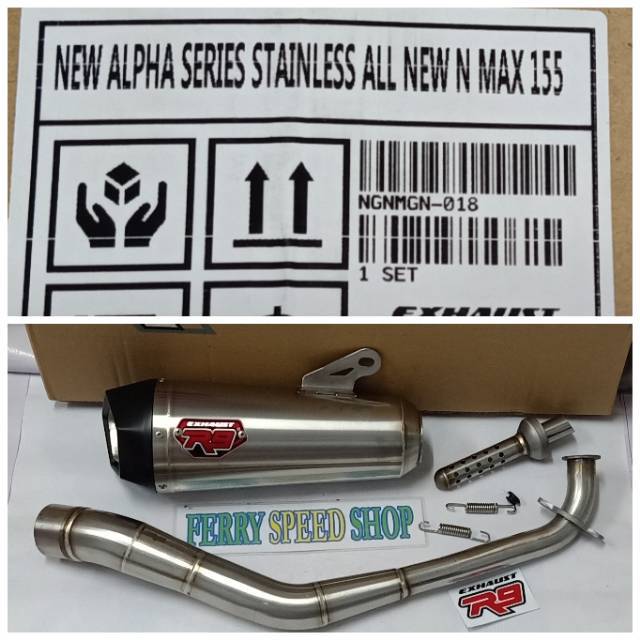 NEW ALPHA SERIES STAINLESS ALL NEW N MAX 155
NGNMGN-018
1 SET
EXHAUST
EXHAUST
R9
FERRY SPEED SHOP
EXHAUST
R9